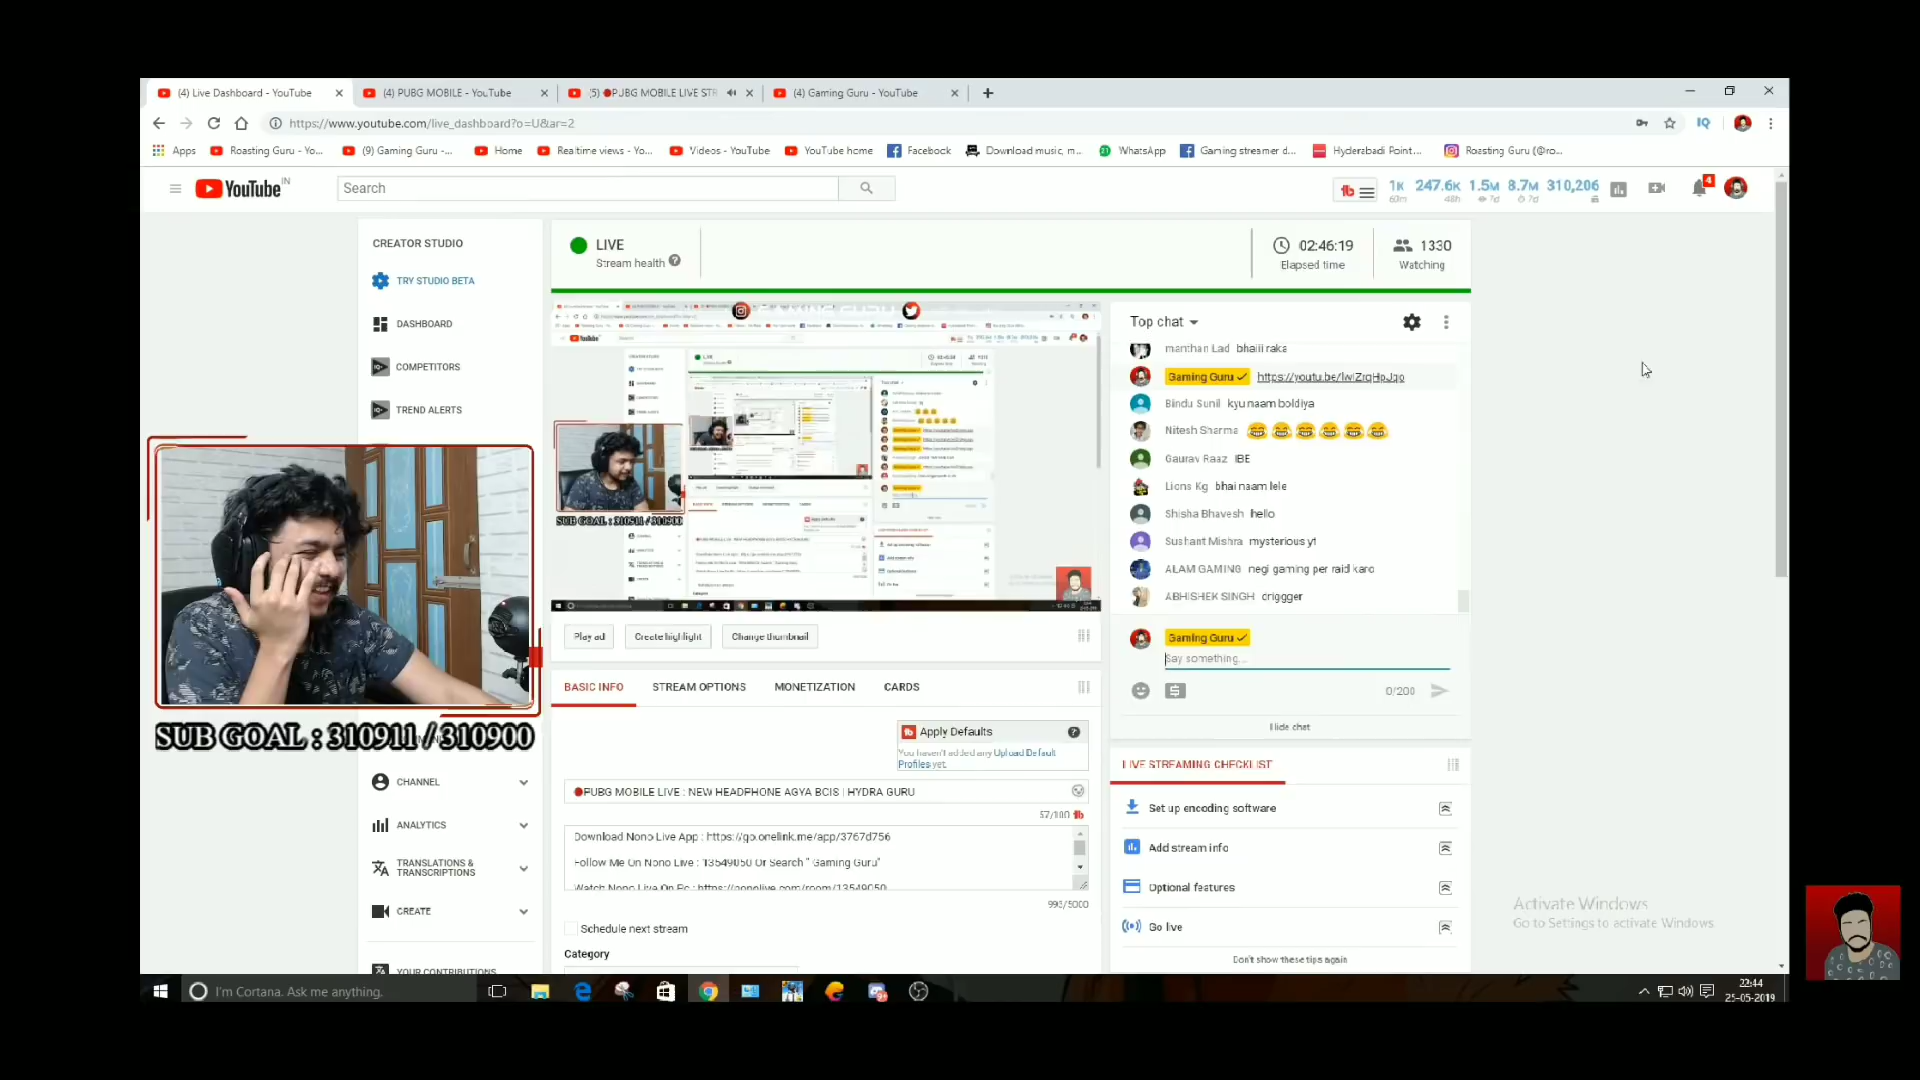 (4) Live Dashboard - YouTube
(4) PUBG MOBILE - YouTube
(5) PUBG MOBILE LIVE STR
(4) Gaming Guru - YouTube
https://www.youtube.com/live_dashboard?o=U&ar=2
Apps
Roasting Guru - Yo...
(9) Gaming Guru -...
Home
Realtime views - Yo...
Videos - YouTube
YouTube home
Facebook
Download music, m...
WhatsApp
Gaming streamer d...
Hyderabadi Point...
Roasting Guru (@ro...
YouTube IN
Search
1K 247.6K 1.5M 8.7M 310,206
60m 48h 7d 7d
4
CREATOR STUDIO
TRY STUDIO BETA
DASHBOARD
COMPETITORS
TREND ALERTS
LIVE
Stream health
02:46:19
Elapsed time
1330
Watching
SUB GOAL : 310911 / 310900
CHANNEL
ANALYTICS
TRANSLATIONS &
TRANSCRIPTIONS
CREATE
YOUR CONTRIBUTIONS
SUB GOAL : 310911 / 310900
Play ad
Create highlight
Change thumbnail
BASIC INFO
STREAM OPTIONS
MONETIZATION
CARDS
Apply Defaults
You haven't added any Upload Default
Profiles yet.
PUBG MOBILE LIVE : NEW HEADPHONE AGYA BCIS | HYDRA GURU
57/100
Download Nono Live App : https://go.onelink.me/app/3767d756
Follow Me On Nono Live : 13549050 Or Search " Gaming Guru"
Watch Nono Live On Pc : https://nonolive.com/room/13549050
993/5000
Schedule next stream
Category
Top chat
manthan Lad bhaiii raka
Gaming Guru
Bindu Sunil kyu naam boldiya
Nitesh Sharma 😂😅😂😅😂😅
Gaurav Raaz IBE
Lions Kg bhai naam lele
Shisha Bhavesh hello
Sushant Mishra mysterious yt
ALAM GAMING negi gaming per raid karo
ABHISHEK SINGH driggger
Gaming Guru
Say something...
0/200
Hide chat
LIVE STREAMING CHECKLIST
Set up encoding software
Add stream info
Optional features
Go live
Don't show these tips again
Activate Windows
Go to Settings to activate Windows
I'm Cortana. Ask me anything.
22:44
25-05-2019